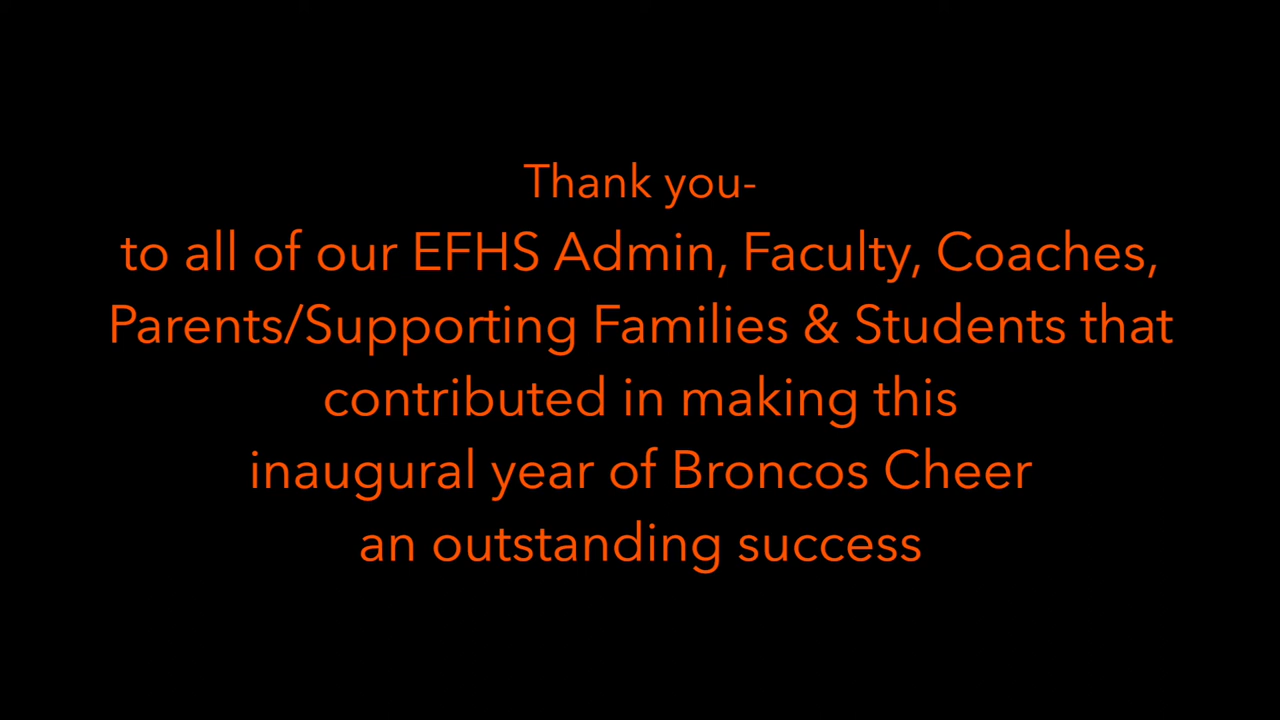 Thank you-
to all of our EFHS Admin, Faculty, Coaches,
Parents/Supporting Families & Students that
contributed in making this
inaugural year of Broncos Cheer
an outstanding success